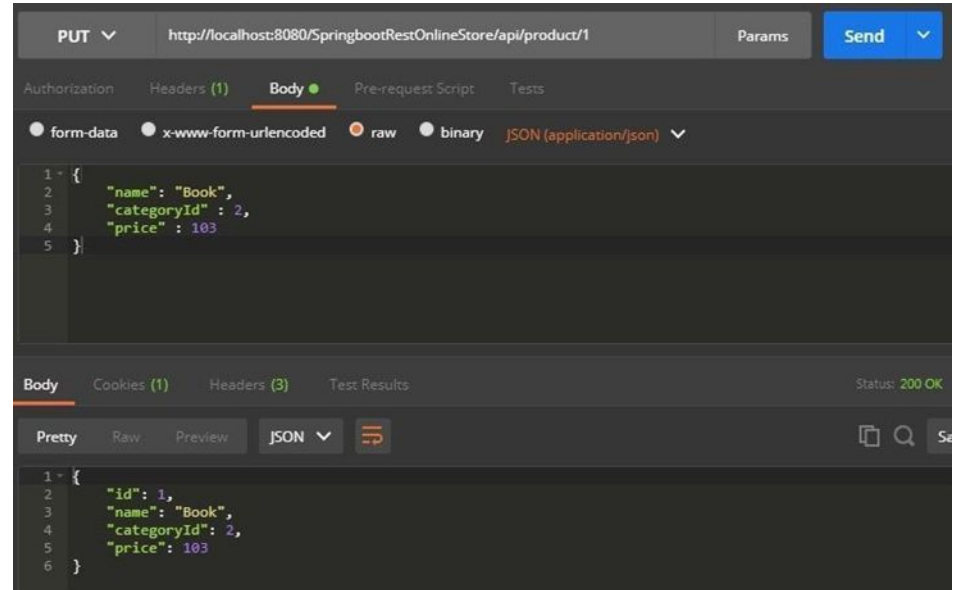 PUT http://localhost:8080/SpringbootRestOnlineStore/api/product/1 Params Send
Authorization Headers (1) Body Pre-request Script Tests
form-data x-www-form-urlencoded raw binary JSON (application/json)
1 {
2 "name": "Book",
3 "categoryId" : 2,
4 "price" : 103
5 }
Body Cookies (1) Headers (3) Test Results Status: 200 OK
Pretty Raw Preview JSON Sa
1 {
2 "id": 1,
3 "name": "Book",
4 "categoryId": 2,
5 "price": 103
6 }